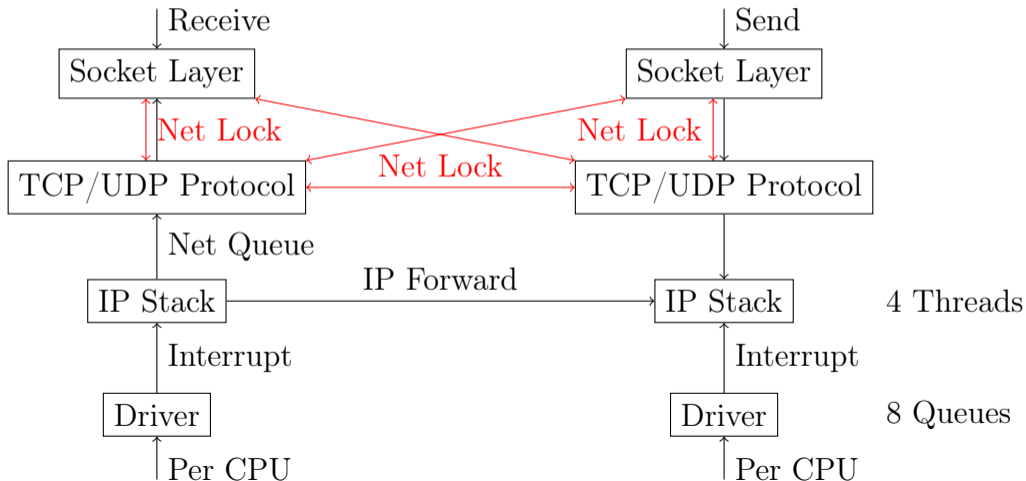 Receive
Send
Socket Layer
Socket Layer
Net Lock
Net Lock
Net Lock
TCP/UDP Protocol
TCP/UDP Protocol
Net Queue
IP Forward
IP Stack
IP Stack
4 Threads
Interrupt
Interrupt
Driver
Driver
8 Queues
Per CPU
Per CPU